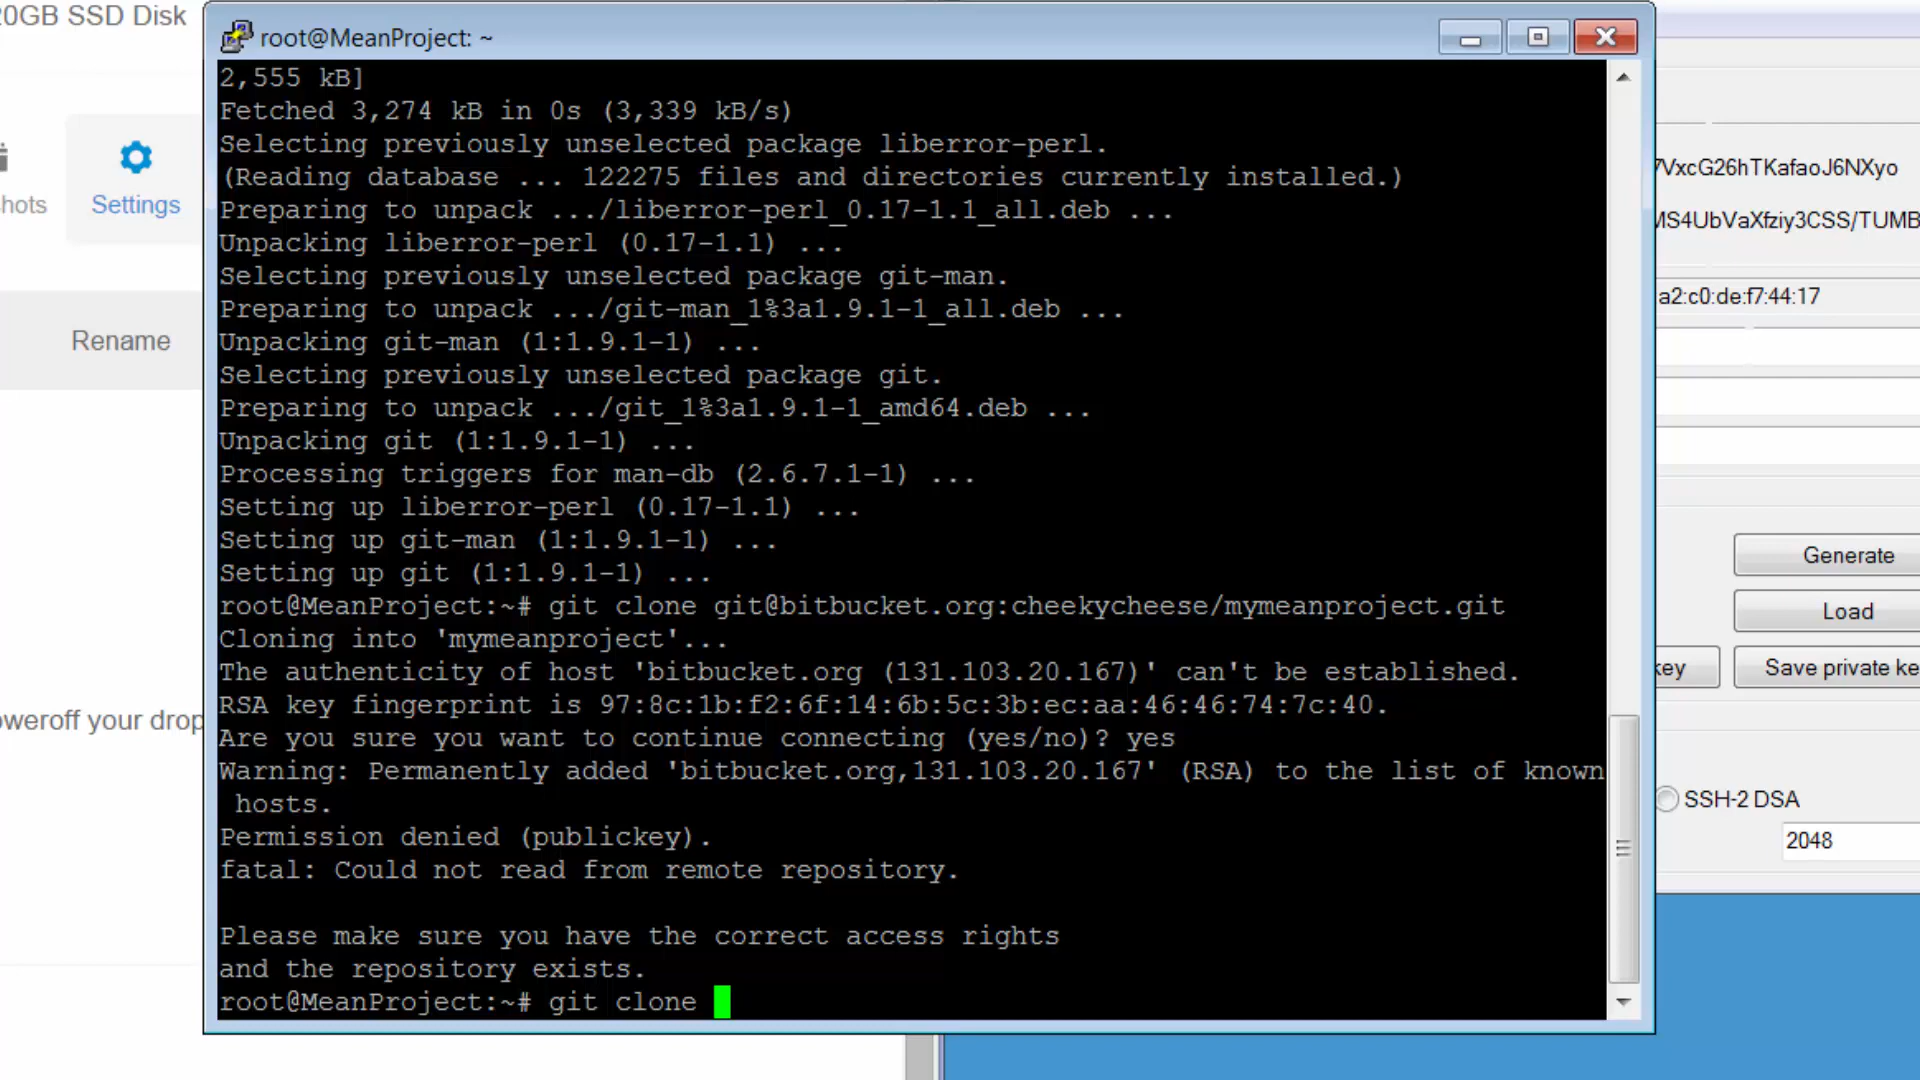 20GB SSD Disk
Settings
Rename
root@MeanProject: ~
2,555 kB]
Fetched 3,274 kB in 0s (3,339 kB/s)
Selecting previously unselected package liberror-perl.
(Reading database ... 122275 files and directories currently installed.)
Preparing to unpack .../liberror-perl_0.17-1.1_all.deb ...
Unpacking liberror-perl (0.17-1.1) ...
Selecting previously unselected package git-man.
Preparing to unpack .../git-man_1%3a1.9.1-1_all.deb ...
Unpacking git-man (1:1.9.1-1) ...
Selecting previously unselected package git.
Preparing to unpack .../git_1%3a1.9.1-1_amd64.deb ...
Unpacking git (1:1.9.1-1) ...
Processing triggers for man-db (2.6.7.1-1) ...
Setting up liberror-perl (0.17-1.1) ...
Setting up git-man (1:1.9.1-1) ...
Setting up git (1:1.9.1-1) ...
root@MeanProject:~# git clone git@bitbucket.org:cheekycheese/mymeanproject.git
Cloning into 'mymeanproject'...
The authenticity of host 'bitbucket.org (131.103.20.167)' can't be established.
RSA key fingerprint is 97:8c:1b:f2:6f:14:6b:5c:3b:ec:aa:46:46:74:7c:40.
Are you sure you want to continue connecting (yes/no)? yes
Warning: Permanently added 'bitbucket.org,131.103.20.167' (RSA) to the list of known
hosts.
Permission denied (publickey).
fatal: Could not read from remote repository.
Please make sure you have the correct access rights
and the repository exists.
root@MeanProject:~# git clone
hots
oweroff your drop
7VxcG26hTKafaoJ6NXyo
MS4UbVaXfziy3CSS/TUMB
a2:c0:de:f7:44:17
Generate
Load
key
Save private ke
SSH-2 DSA
2048